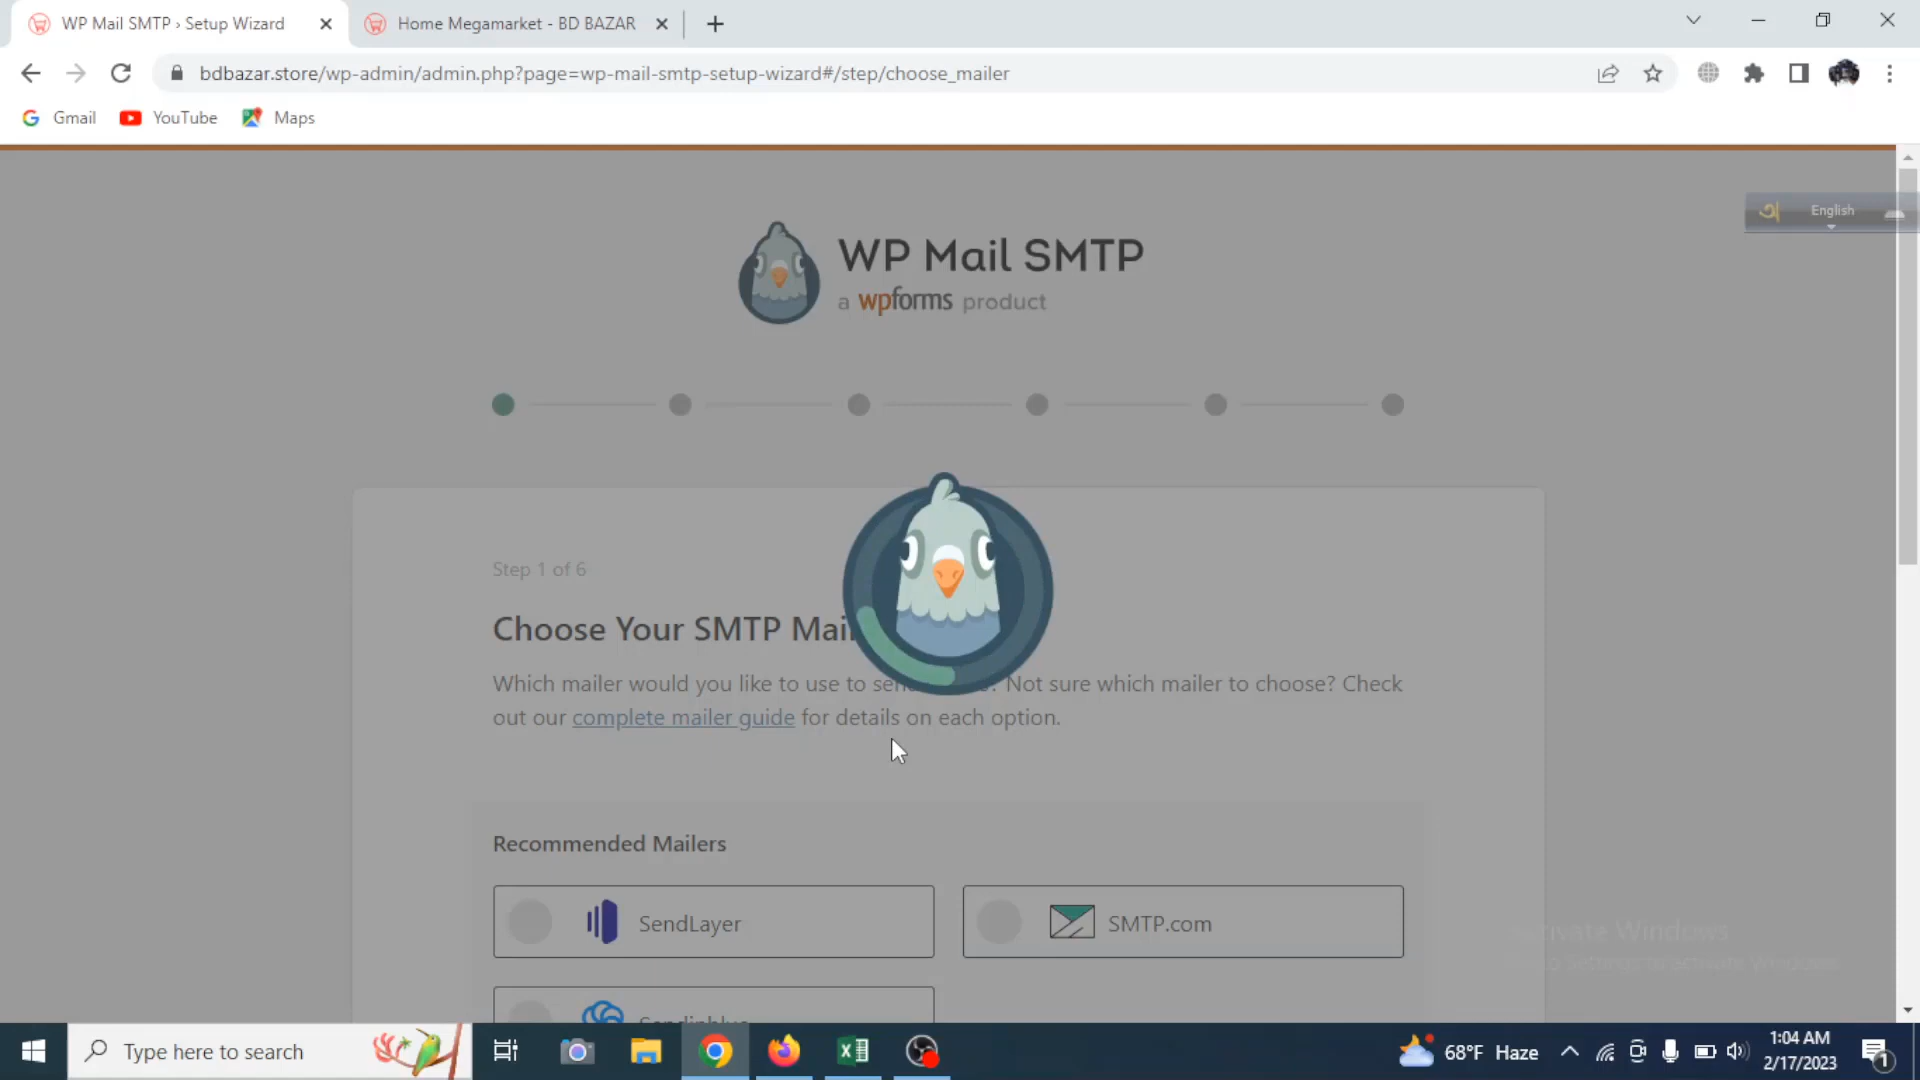 WP Mail SMTP › Setup Wizard
Home Megamarket - BD BAZAR
bdbazar.store/wp-admin/admin.php?page=wp-mail-smtp-setup-wizard#/step/choose_mailer
Gmail
YouTube
Maps
English
WP Mail SMTP
a wpforms product
Step 1 of 6
Choose Your SMTP
Which mailer would you like to use to Not sure which mailer to choose? Check
out our complete mailer guide for details on each option.
Recommended Mailers
SendLayer
SMTP.com
Activate Windows
Sendinblue
Type here to search
68°F Haze
1:04 AM
2/17/2023
1